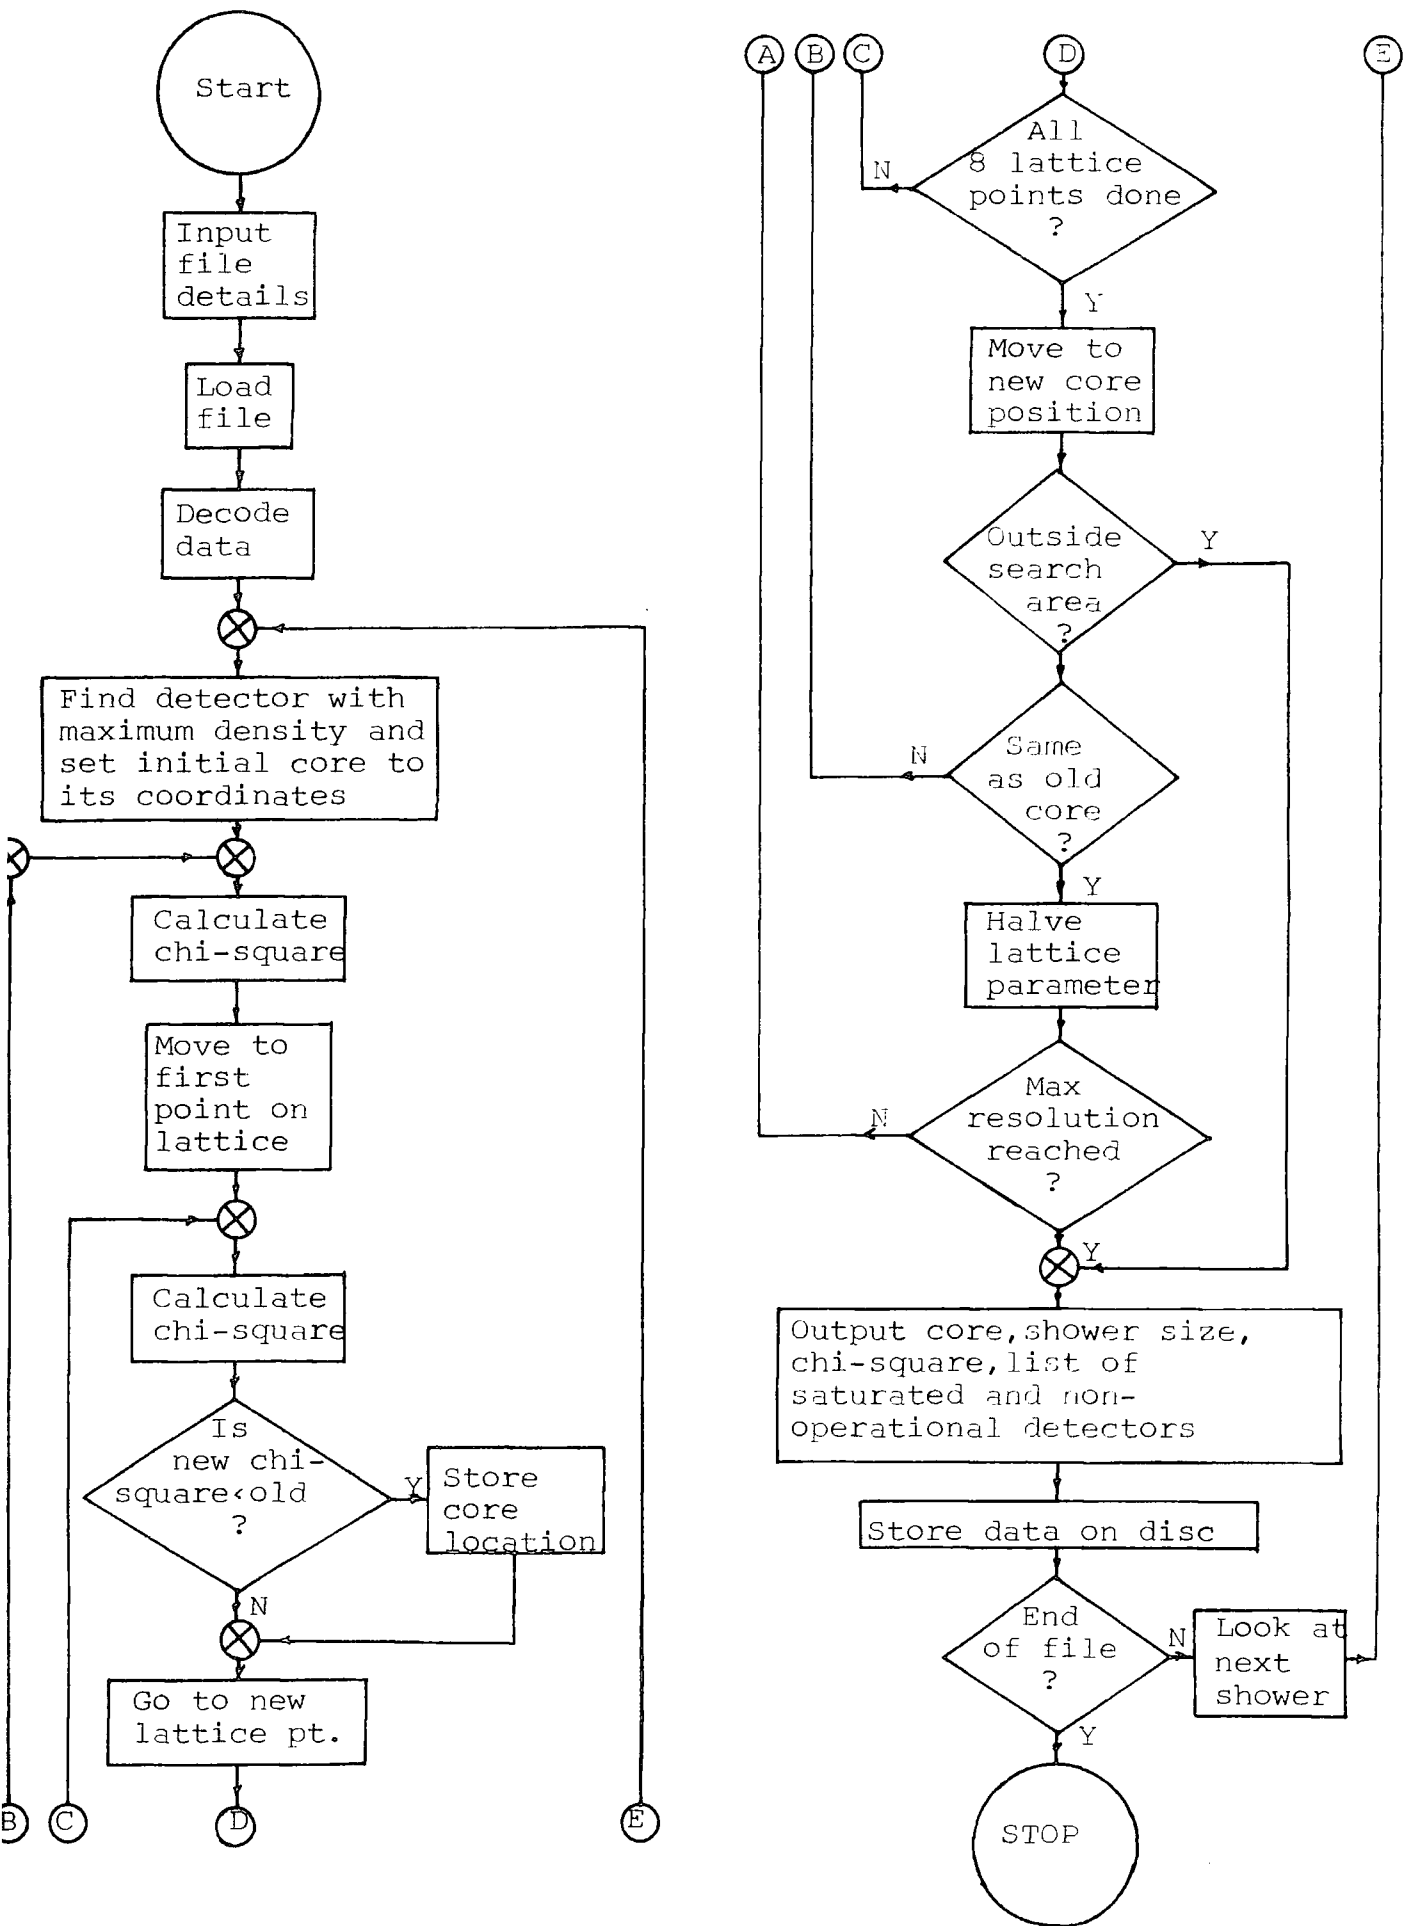 Start
Input
file
details
Load
file
Decode
data
Find detector with
maximum density and
set initial core to
its coordinates
Calculate
chi-square
Move to
first
point on
lattice
Calculate
chi-square
Is
new chi-
square<old
?
Y
Store
core
location
N
Go to new
lattice pt.
B
C
D
E
A
B
C
D
E
All
8 lattice
points done
?
N
Y
Move to
new core
position
Outside
search
area
?
Y
Same
as old
core
?
N
Y
Halve
lattice
parameter
Max
resolution
reached
?
N
Y
Output core,shower size,
chi-square,list of
saturated and non-
operational detectors
Store data on disc
End
of file
?
N
Look at
next
shower
Y
STOP